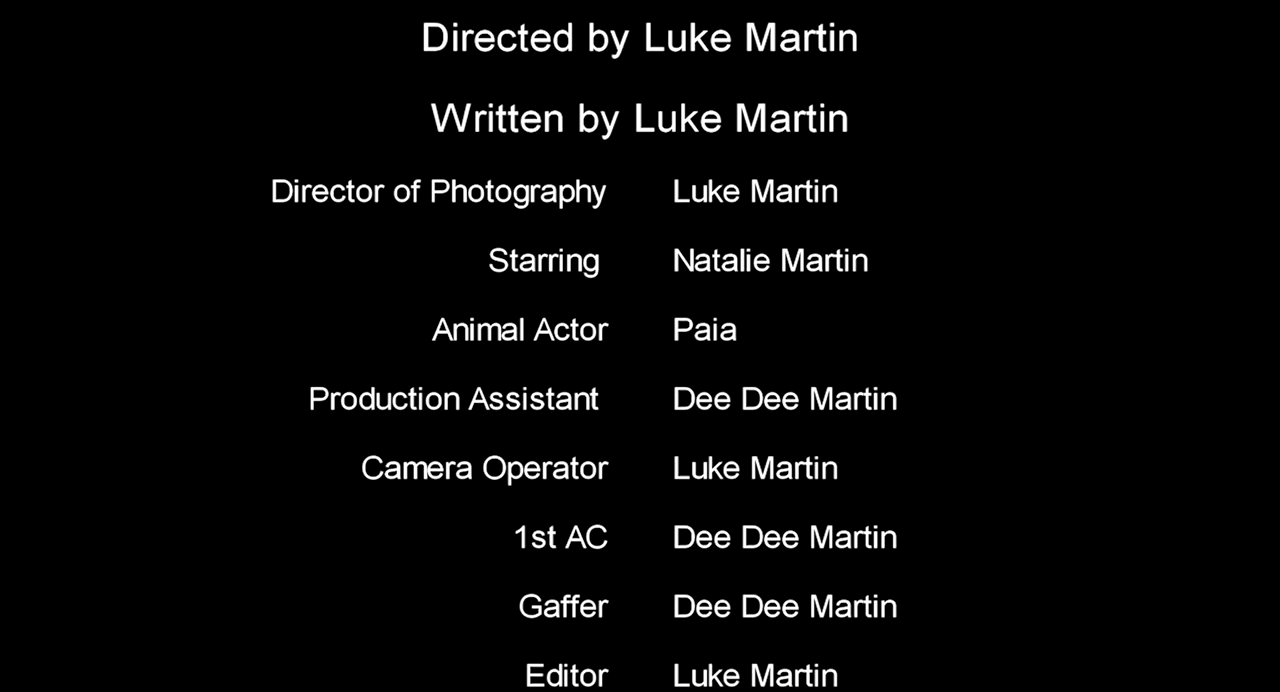 Directed by Luke Martin
Written by Luke Martin
Director of Photography Luke Martin
Starring Natalie Martin
Animal Actor Paia
Production Assistant Dee Dee Martin
Camera Operator Luke Martin
1st AC Dee Dee Martin
Gaffer Dee Dee Martin
Editor Luke Martin